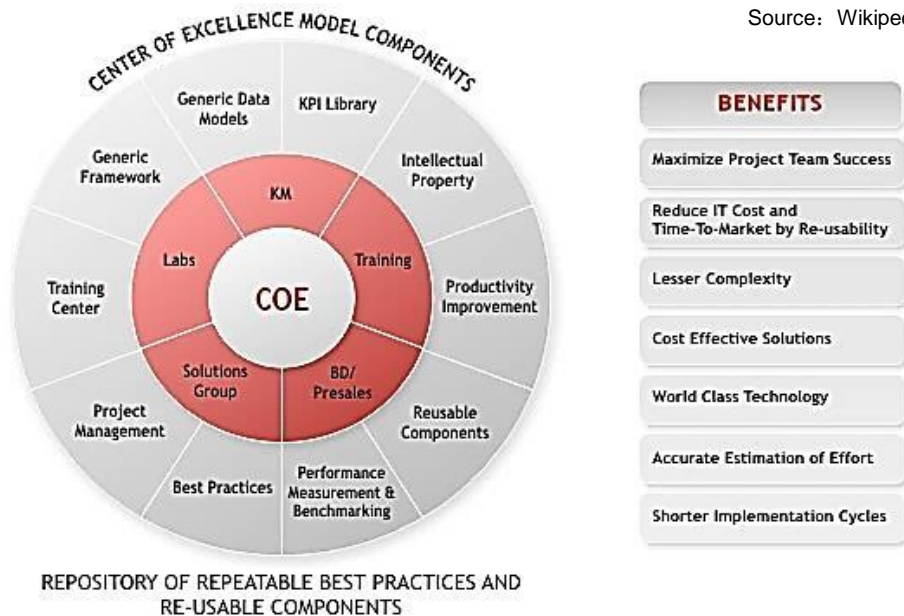 Source：Wikipe
CENTER OF EXCELLENCE MODEL COMPONENTS
Generic Data
Models
KPI Library
Generic
Framework
Intellectual
Property
KM
Labs
Training
Training
Center
COE
Productivity
Improvement
Solutions
Group
BD/
Presales
Project
Management
Reusable
Components
Best Practices
Performance
Measurement &
Benchmarking
REPOSITORY OF REPEATABLE BEST PRACTICES AND
RE-USABLE COMPONENTS
BENEFITS
Maximize Project Team Success
Reduce IT Cost and
Time-To-Market by Re-usability
Lesser Complexity
Cost Effective Solutions
World Class Technology
Accurate Estimation of Effort
Shorter Implementation Cycles